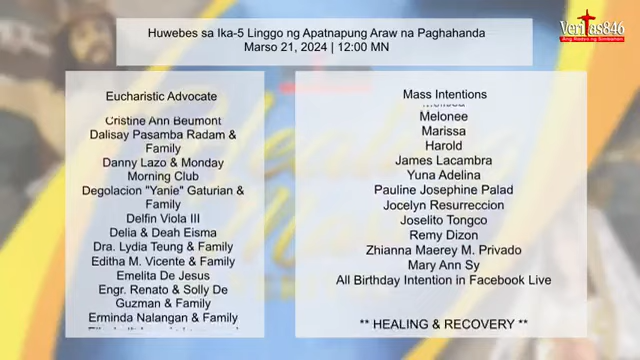 Huwebes sa Ika-5 Linggo ng Apatnapung Araw na Paghahanda
Marso 21, 2024 | 12:00 MN
Veritas846
Ang Radyo ng Simbahan
Eucharistic Advocate
Cristine Ann Beumont
Dalisay Pasamba Radam &
Family
Danny Lazo & Monday
Morning Club
Degolacion "Yanie" Gaturian &
Family
Delfin Viola III
Delia & Deah Eisma
Dra. Lydia Teung & Family
Editha M. Vicente & Family
Emelita De Jesus
Engr. Renato & Solly De
Guzman & Family
Erminda Nalangan & Family
Mass Intentions
Melonee
Marissa
Harold
James Lacambra
Yuna Adelina
Pauline Josephine Palad
Jocelyn Resurreccion
Joselito Tongco
Remy Dizon
Zhianna Maerey M. Privado
Mary Ann Sy
All Birthday Intention in Facebook Live
** HEALING & RECOVERY **